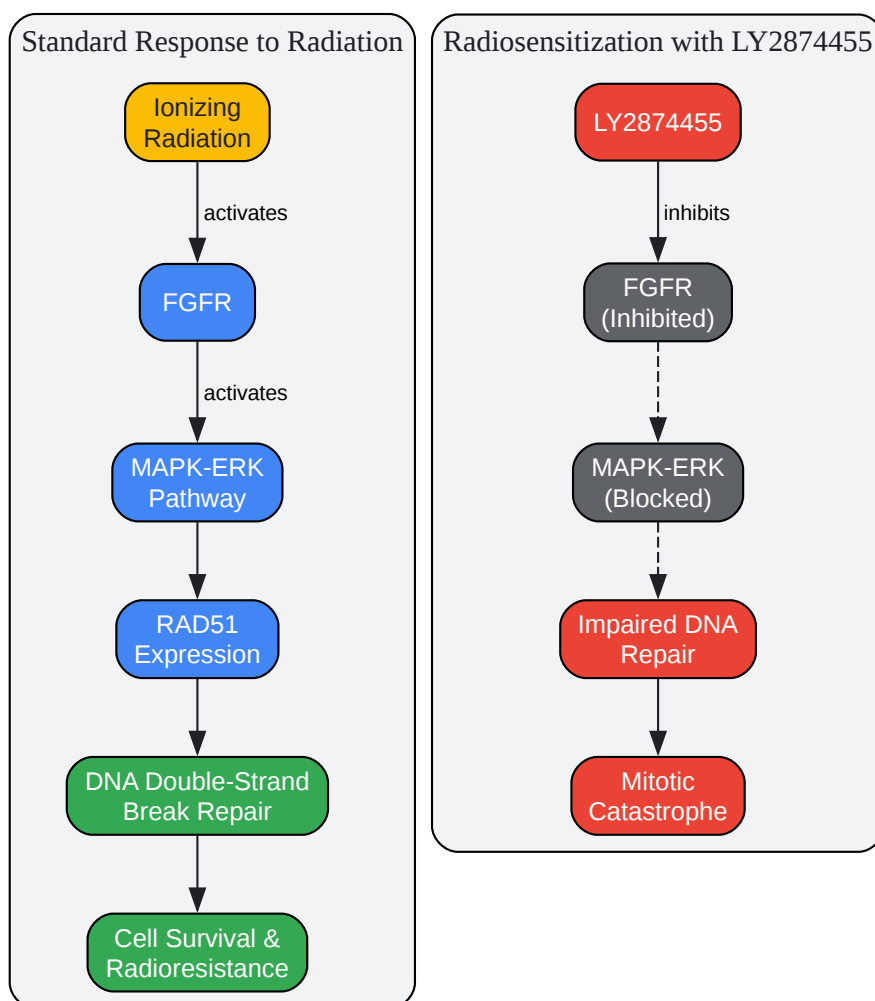 Standard Response to Radiation
Ionizing
Radiation
activates
FGFR
activates
MAPK-ERK
Pathway
RAD51
Expression
DNA Double-Strand
Break Repair
Cell Survival &
Radioresistance
Radiosensitization with LY2874455
LY2874455
inhibits
FGFR
(Inhibited)
MAPK-ERK
(Blocked)
Impaired DNA
Repair
Mitotic
Catastrophe